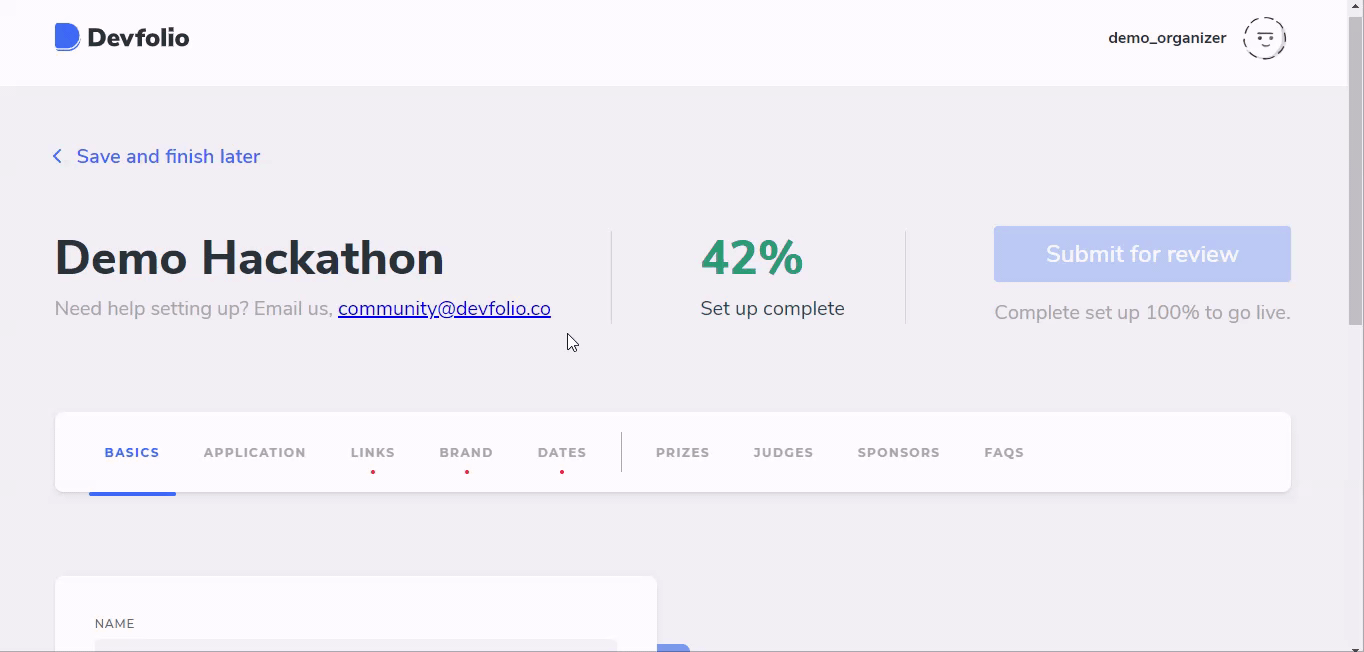 Devfolio
demo_organizer
Save and finish later
Demo Hackathon
Need help setting up? Email us, community@devfolio.co
42%
Set up complete
Submit for review
Complete set up 100% to go live.
BASICS APPLICATION LINKS BRAND DATES PRIZES JUDGES SPONSORS FAQS
NAME